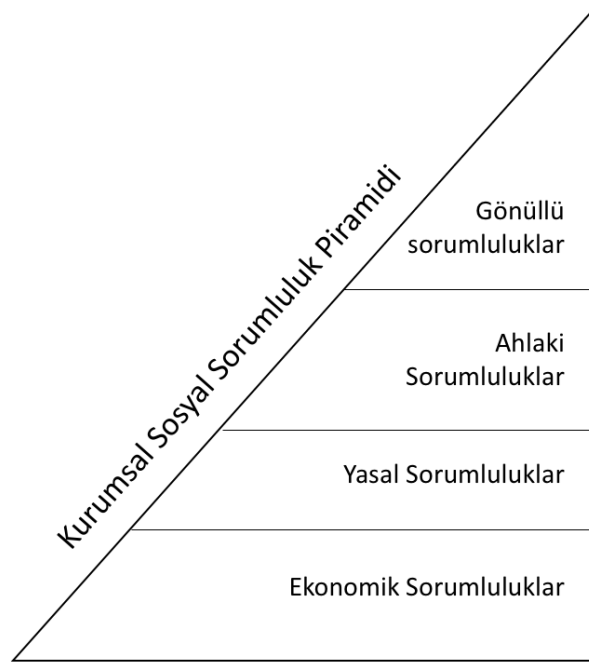 Kurumsal Sosyal Sorumluluk Piramidi
Gönüllü
sorumluluklar
Ahlaki
Sorumluluklar
Yasal Sorumluluklar
Ekonomik Sorumluluklar